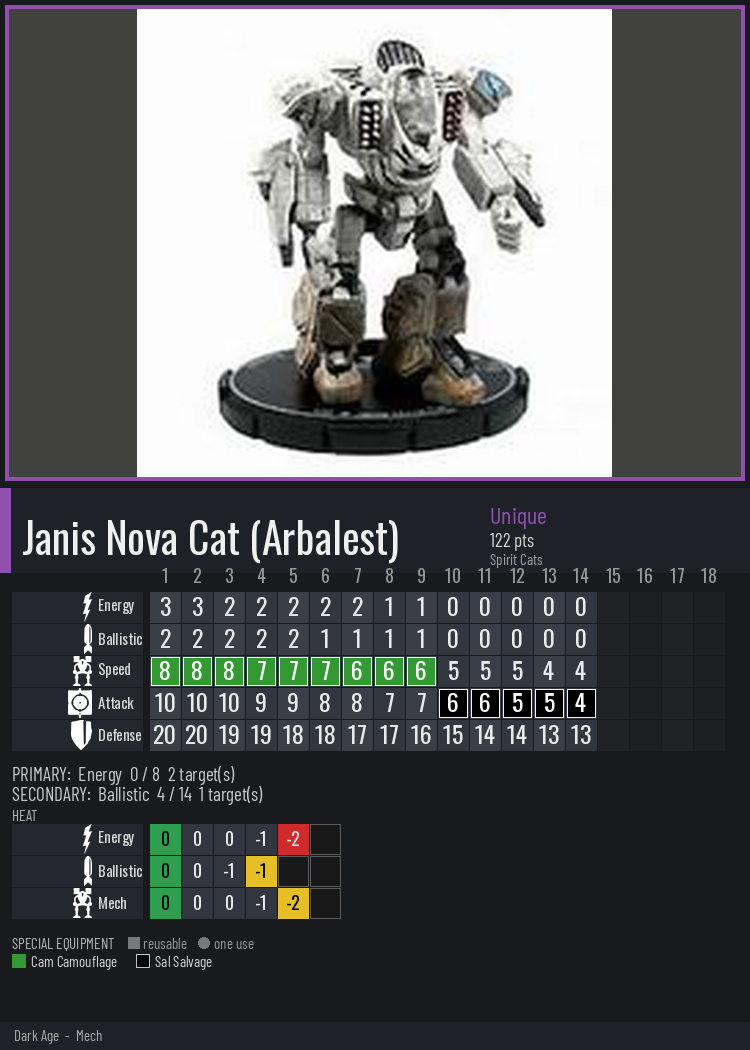 Janis Nova Cat (Arbalest)
Unique
122 pts
Spirit Cats
1 2 3 4 5 6 7 8 9 10 11 12 13 14 15 16 17 18
Energy 3 3 2 2 2 2 2 1 1 0 0 0 0 0
Ballistic 2 2 2 2 2 1 1 1 1 0 0 0 0 0
Speed 8 8 8 7 7 7 6 6 6 5 5 5 4 4
Attack 10 10 10 9 9 8 8 7 7 6 6 5 5 4
Defense 20 20 19 19 18 18 17 17 16 15 14 14 13 13
PRIMARY: Energy 0 / 8 2 target(s)
SECONDARY: Ballistic 4 / 14 1 target(s)
HEAT
Energy 0 0 0 -1 -2
Ballistic 0 0 -1 -1
Mech 0 0 0 -1 -2
SPECIAL EQUIPMENT reusable one use
Cam Camouflage Sal Salvage
Dark Age - Mech